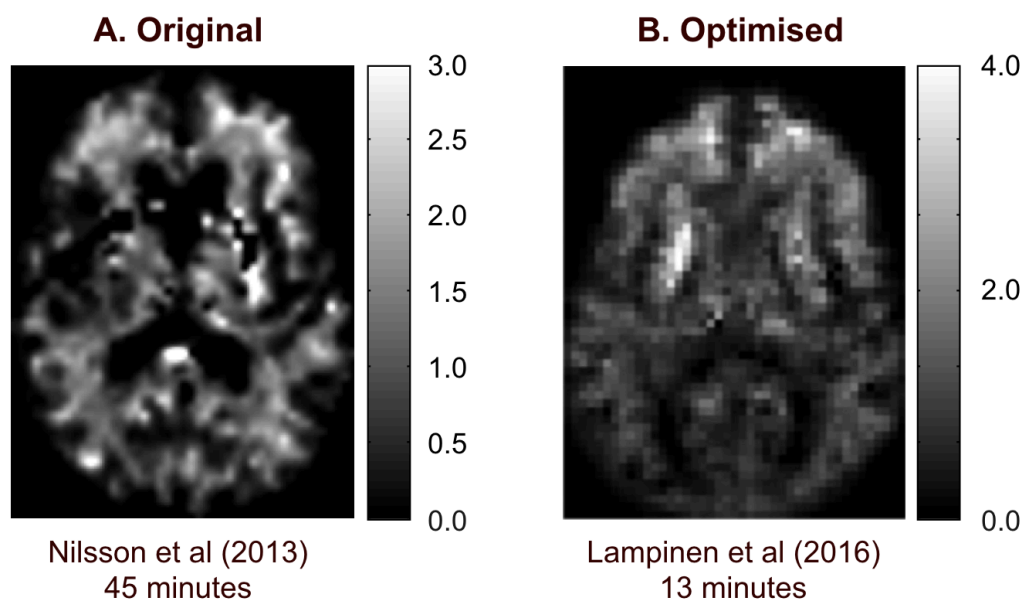 A. Original
B. Optimised
3.0
2.5
2.0
1.5
1.0
0.5
0.0
4.0
2.0
0.0
Nilsson et al (2013)
45 minutes
Lampinen et al (2016)
13 minutes